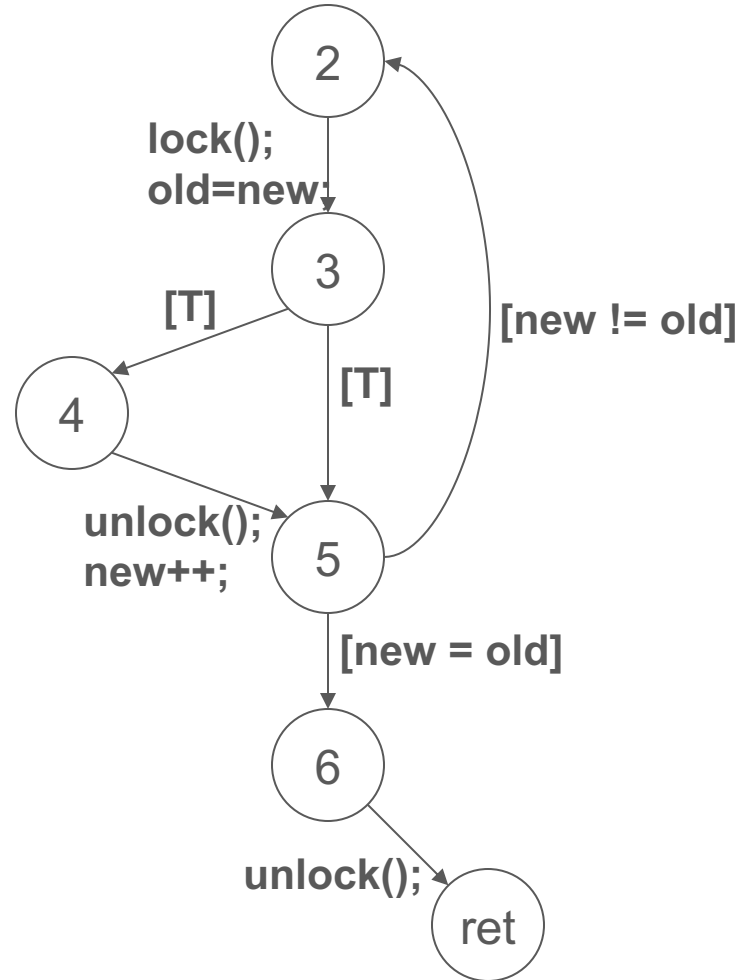 2
lock();
old=new;
3
[T]
[T]
[new != old]
4
unlock();
new++;
5
[new = old]
6
unlock();
ret